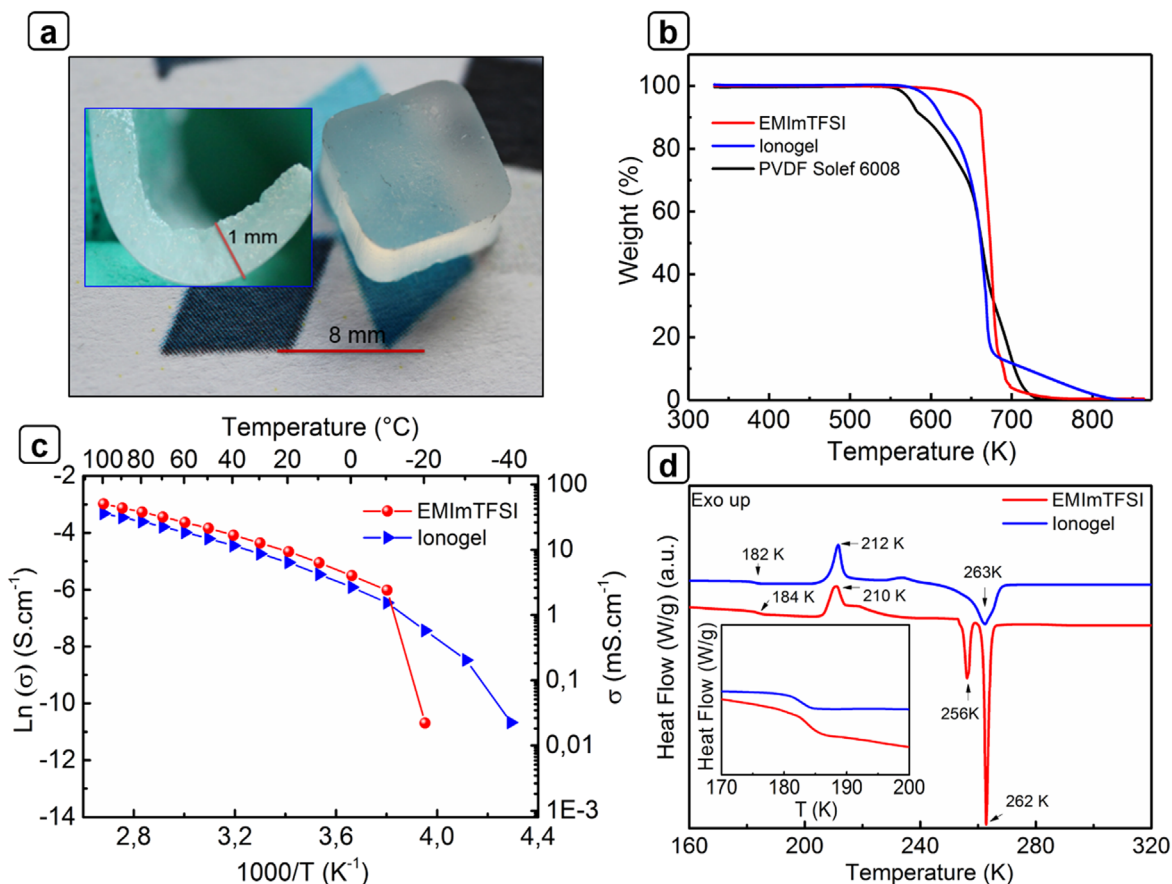 a
1 mm
8 mm
b
100
80
60
40
20
0
Weight (%)
EMImTFSI
Ionogel
PVDF Solef 6008
300
400
500
600
700
800
Temperature (K)
c
Temperature (°C)
100 80 60 40 20 0 -20 -40
-2
-4
-6
-8
-10
-12
-14
Ln (σ) (S.cm⁻¹)
EMImTFSI
Ionogel
100
10
1
0,1
0,01
1E-3
σ (mS.cm⁻¹)
2,8 3,2 3,6 4,0 4,4
1000/T (K⁻¹)
d
Exo up
EMImTFSI
Ionogel
Heat Flow (W/g) (a.u.)
182 K
212 K
184 K
210 K
263K
256K
262 K
Heat Flow (W/g)
170 180 190 200
T (K)
160 200 240 280 320
Temperature (K)